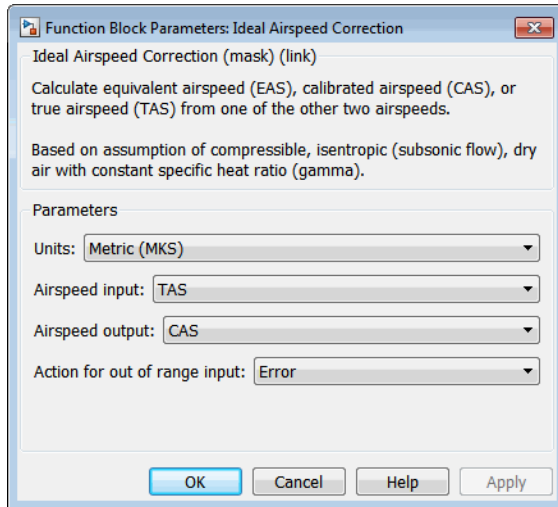 Function Block Parameters: Ideal Airspeed Correction
Ideal Airspeed Correction (mask) (link)
Calculate equivalent airspeed (EAS), calibrated airspeed (CAS), or
true airspeed (TAS) from one of the other two airspeeds.
Based on assumption of compressible, isentropic (subsonic flow), dry
air with constant specific heat ratio (gamma).
Parameters
Units: Metric (MKS)
Airspeed input: TAS
Airspeed output: CAS
Action for out of range input: Error
OK Cancel Help Apply